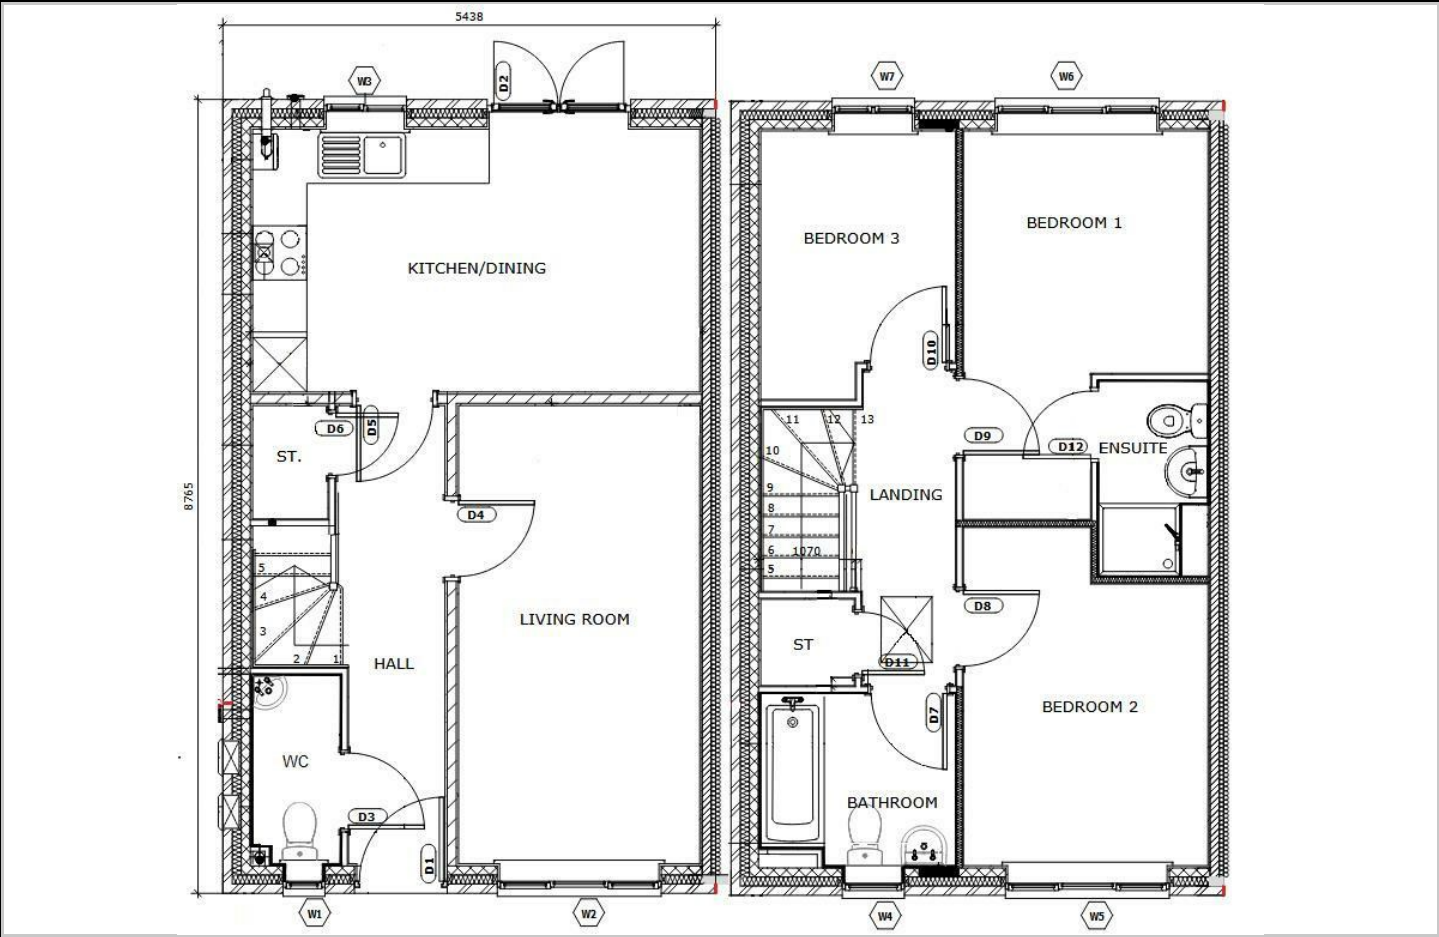 5438
W3
D2
W7
W6
KITCHEN/DINING
BEDROOM 3
BEDROOM 1
D10
D6
D5
ST.
D4
8765
5
4
3
2
1
LIVING ROOM
HALL
WC
D3
D1
W1
W2
11
12
13
10
9
8
7
6
1070
5
LANDING
D9
D12
ENSUITE
D8
ST
D11
D7
BEDROOM 2
BATHROOM
W4
W5